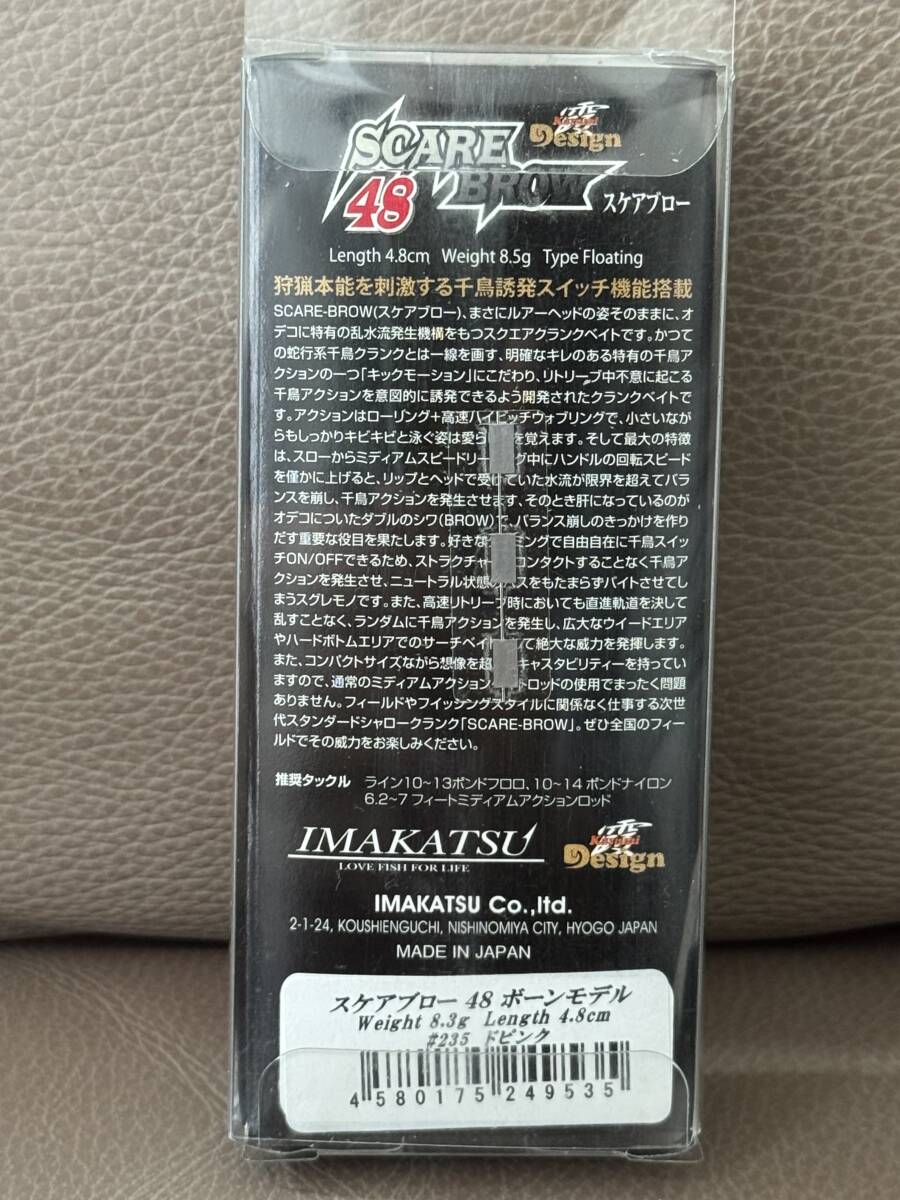 SCARE
48 BROW スケアブロー
Design
Length 4.8cm Weight 8.5g Type Floating
狩猟本能を刺激する千鳥誘発スイッチ機能搭載
SCARE-BROW(スケアブロー)、まさにルアーヘッドの姿そのままに、オ
デコに特有の乱水流発生機構をもつスクエアクランクベイトです。かつて
の蛇行系千鳥クランクとは一線を画す、明確なキレのある特有の千鳥ア
クションの一つ「キックモーション」にこだわり、リトリーブ中不意に起こる
千鳥アクションを意図的に誘発できるよう開発されたクランクベイトで
す。アクションはローリング+高速ハイピッチウォブリングで、小さいなが
らもしっかりキビキビと泳ぐ姿は愛ら を覚えます。そして最大の特徴
は、スローからミディアムスピードリー グ中にハンドルの回転スピード
を僅かに上げると、リップとヘッドで受けていた水流が限界を超えてバラ
ンスを崩し、千鳥アクションを発生させます。そのとき肝になっているのが
オデコについたダブルのシワ(BROW)で、バランス崩しのきっかけを作り
だす重要な役目を果たします。好きな ミングで自由自在に千鳥スイッ
チON/OFFできるため、ストラクチャー コンタクトすることなく千鳥ア
クションを発生させ、ニュートラル状態 スをもたまらずバイトさせてし
まうスグレモノです。また、高速リトリーブ時においても直進軌道を決して
乱すことなく、ランダムに千鳥アクションを発生し、広大なウイードエリア
やハードボトムエリアでのサーチベイト て絶大な威力を発揮します。
また、コンパクトサイズながら想像を超 キャスタビリティーを持ってい
ますので、通常のミディアムアクション ロッドの使用でまったく問題
ありません。フィールドやフイッシングスタイルに関係なく仕事する次世
代スタンダードシャロークランク「SCARE-BROW」。ぜひ全国のフィー
ルドでその威力をお楽しみください。
推奨タックル ライン10~13ポンドフロロ、10~14ポンドナイロン
6.2~7フィートミディアムアクションロッド
IMAKATSU
LOVE FISH FOR LIFE
Design
IMAKATSU Co.,ltd.
2-1-24, KOUSHIENGUCHI, NISHINOMIYA CITY, HYOGO JAPAN
MADE IN JAPAN
スケアブロー 48 ボーンモデル
Weight 8.3g Length 4.8cm
#235 ドピンク
4 580175 249535